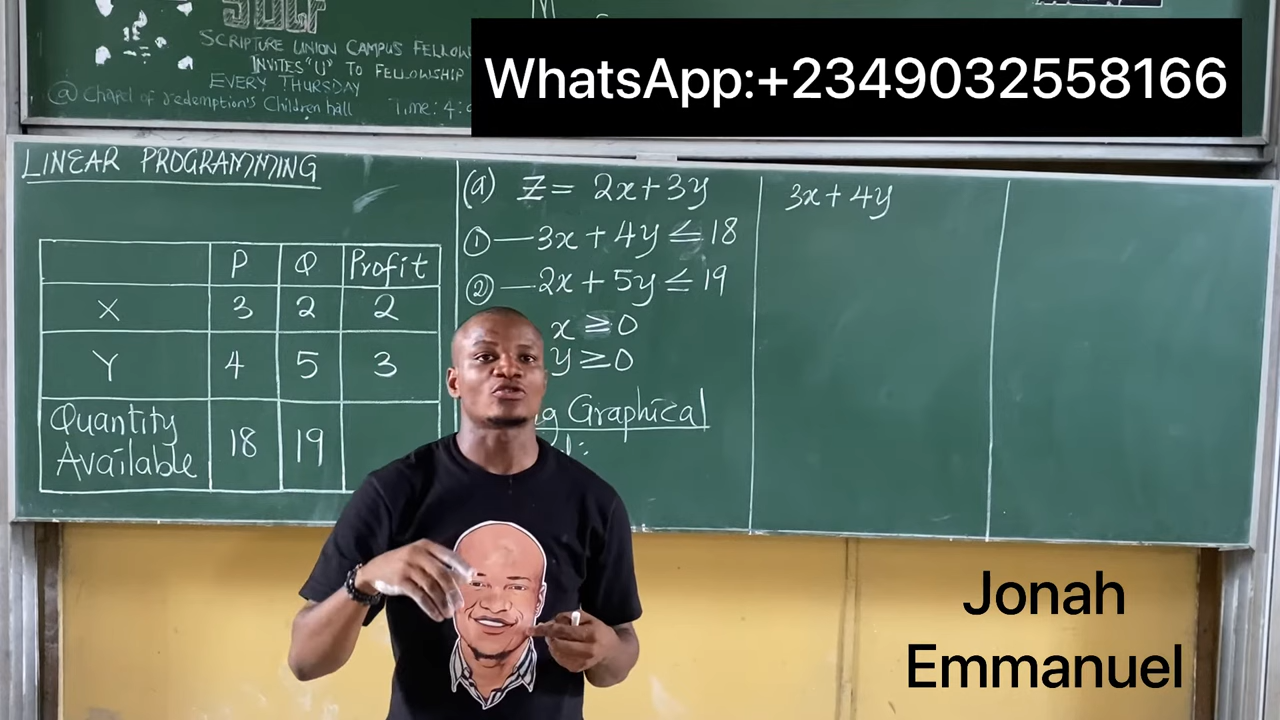 SCRIPTURE UNION CAMPUS
INVITES "U" TO FELLOWSHIP
EVERY THURSDAY
@ Chapel of redemption's Children hall Time: 4:
WhatsApp:+2349032558166
LINEAR PROGRAMMING
P Q Profit
X 3 2 2
Y 4 5 3
Quantity
Available 18 19
(a) Z = 2x + 3y
① — 3x + 4y ≤ 18
② — 2x + 5y ≤ 19
x ≥ 0
y ≥ 0
Graphical
3x + 4y
Jonah
Emmanuel